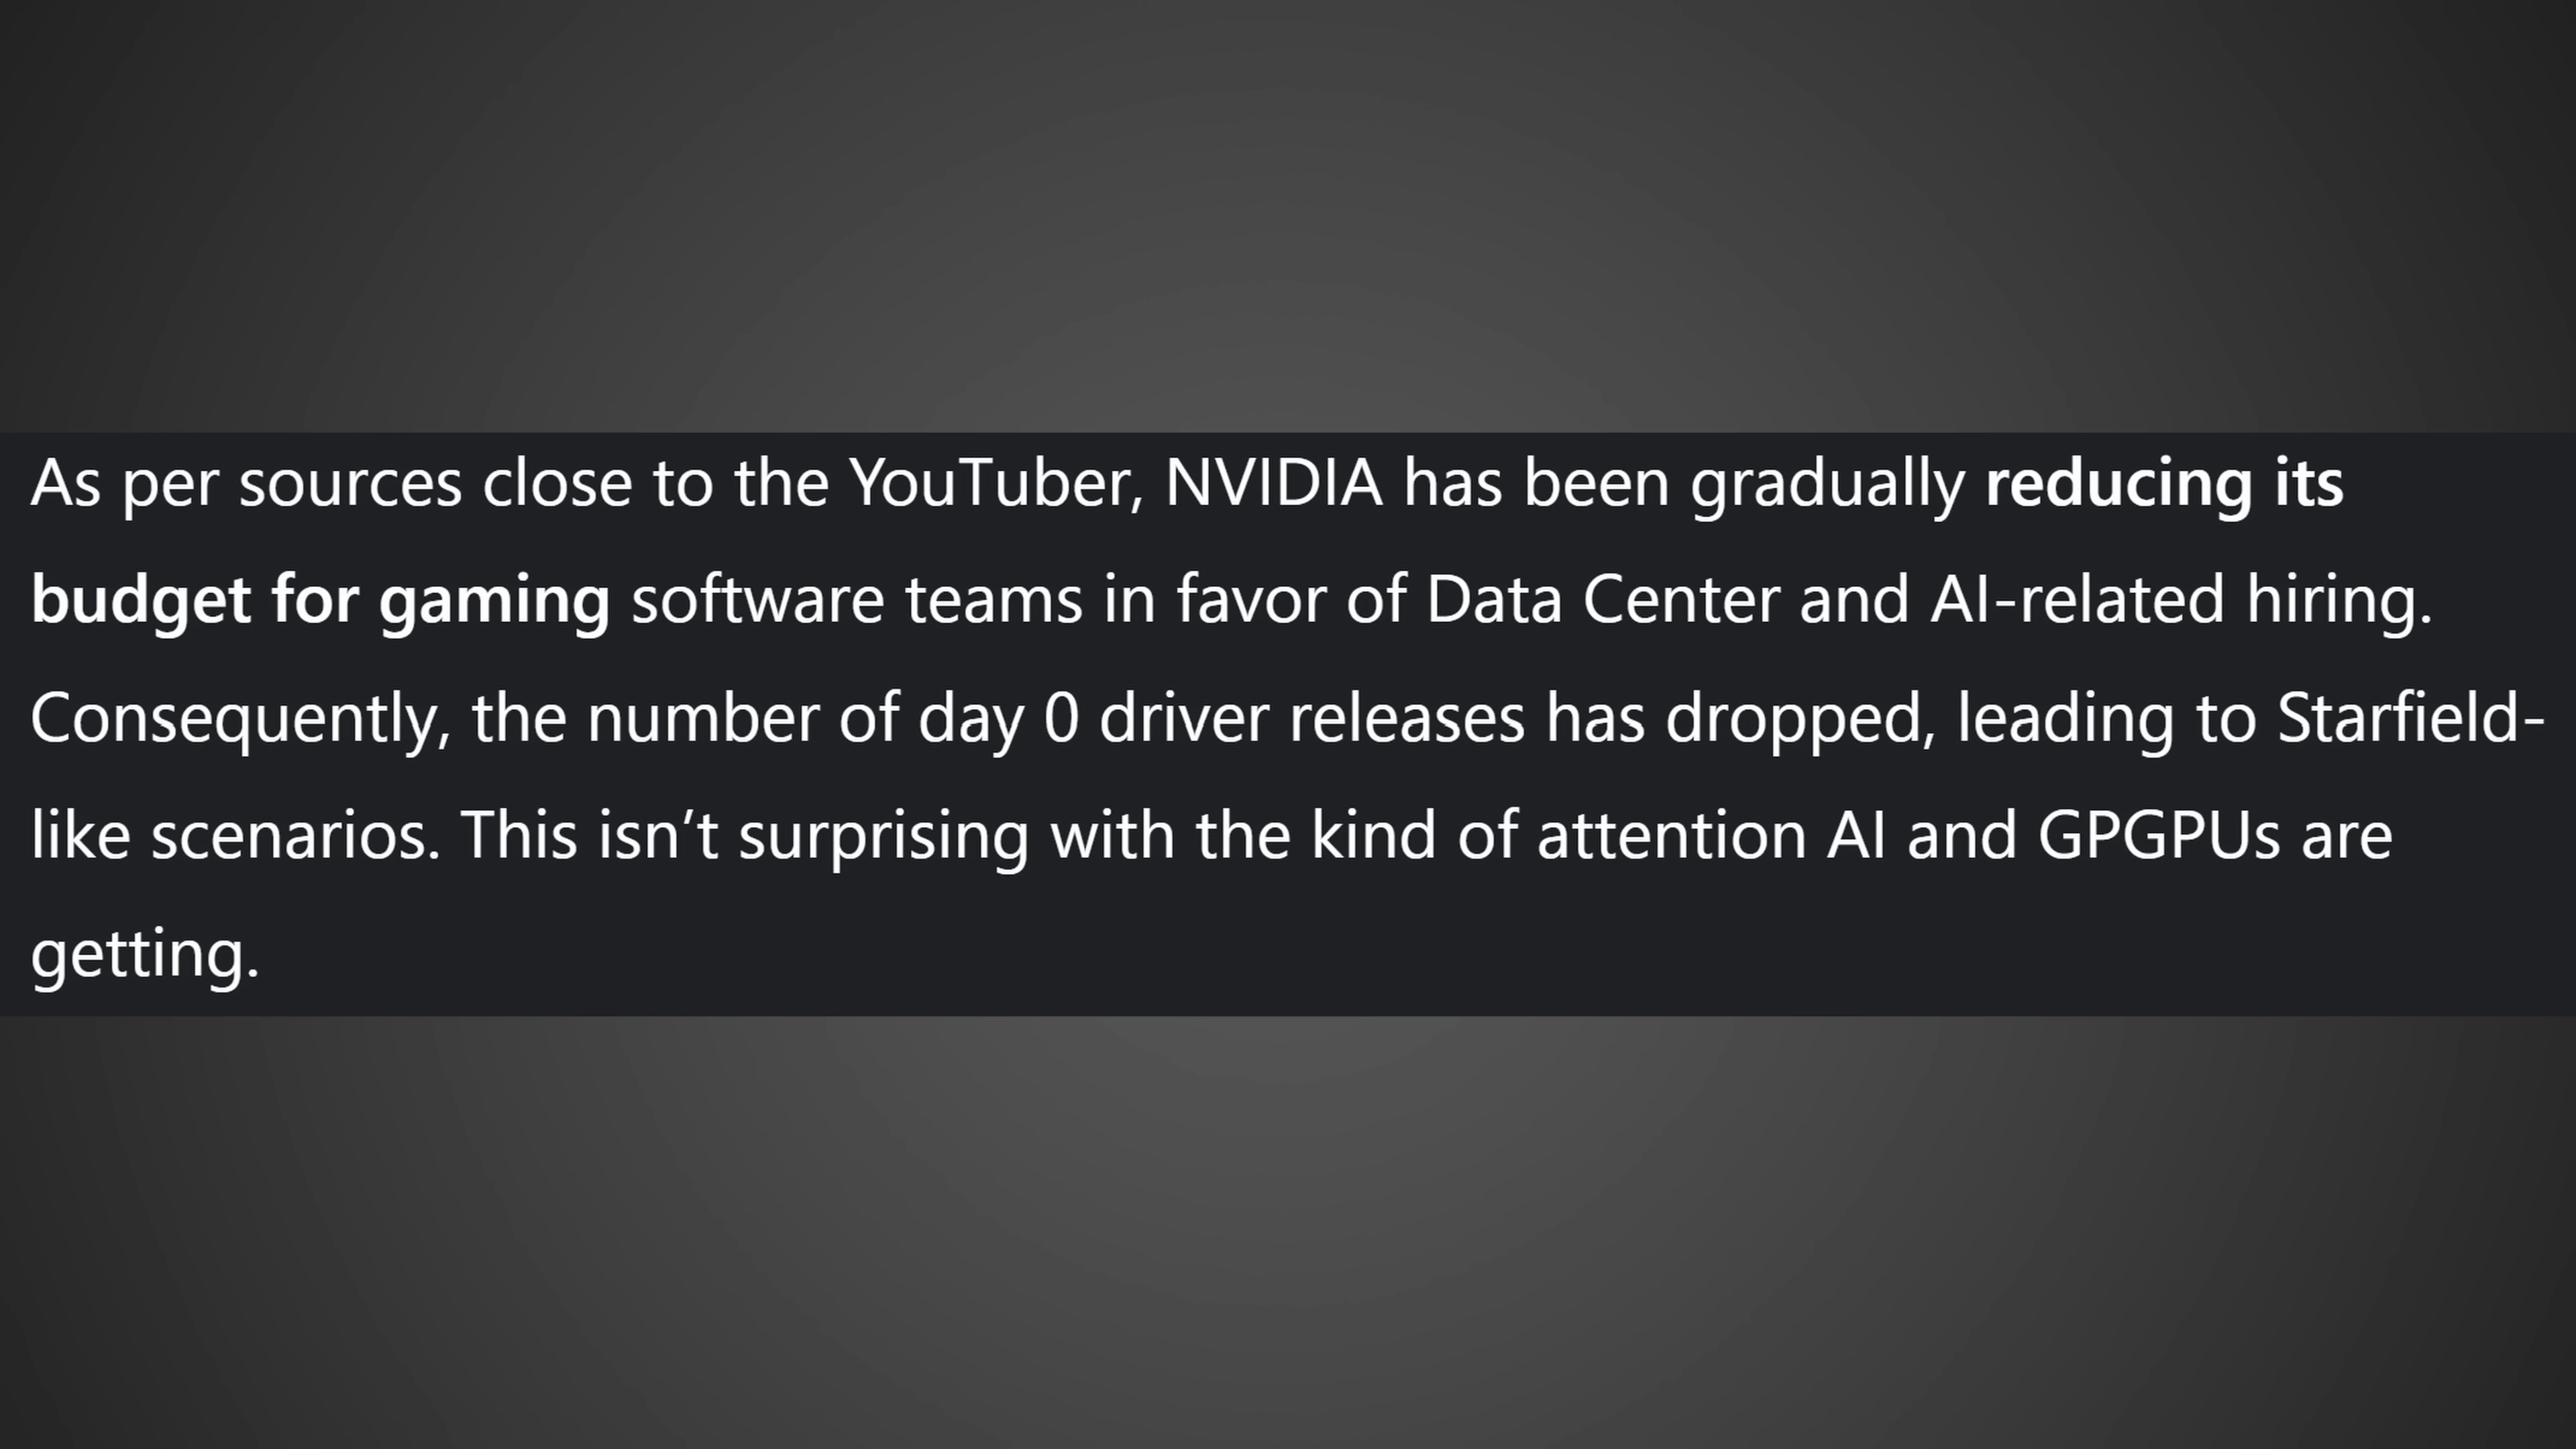 As per sources close to the YouTuber, NVIDIA has been gradually reducing its
budget for gaming software teams in favor of Data Center and AI-related hiring.
Consequently, the number of day 0 driver releases has dropped, leading to Starfield-
like scenarios. This isn’t surprising with the kind of attention AI and GPGPUs are
getting.